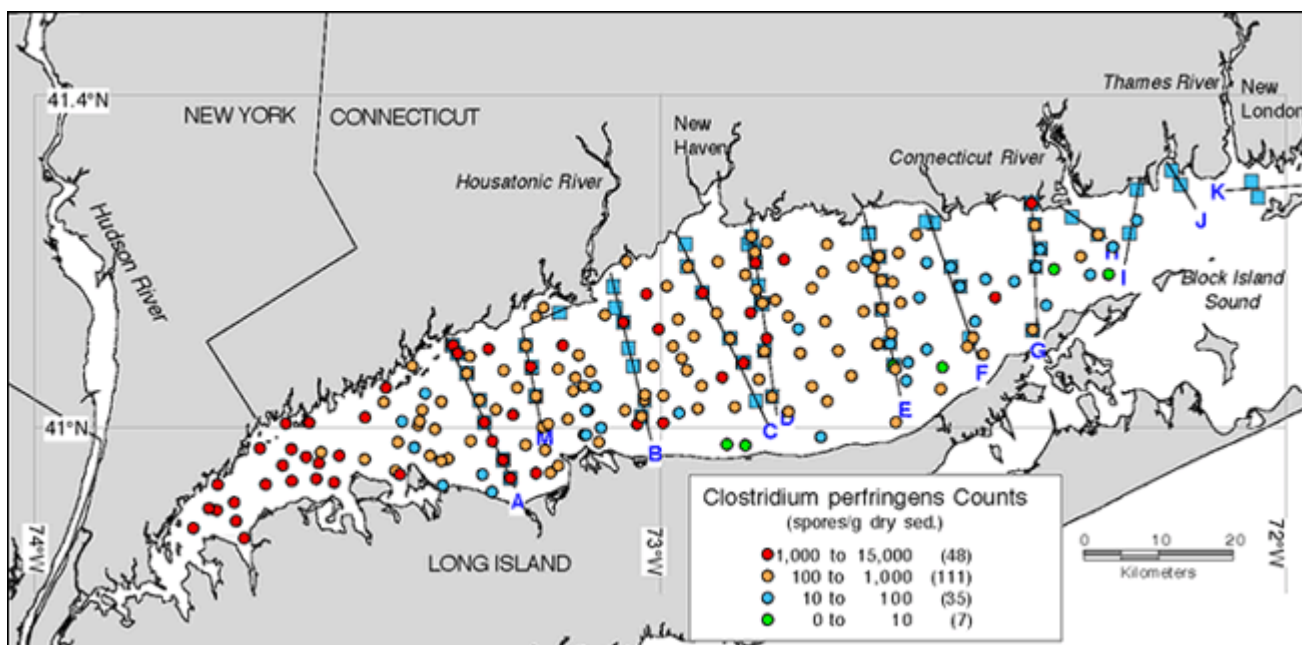 Thames River
New
London
41.4°N
NEW YORK
CONNECTICUT
New
Haven
Connecticut River
Housatonic River
K
J
Hudson River
H
I
Block Island
Sound
G
F
E
D
C
M
B
41°N
A
Clostridium perfringens Counts
(spores/g dry sed.)
1,000 to 15,000 (48)
100 to 1,000 (111)
10 to 100 (35)
0 to 10 (7)
74°W
73°W
72°W
LONG ISLAND
0 10 20
Kilometers